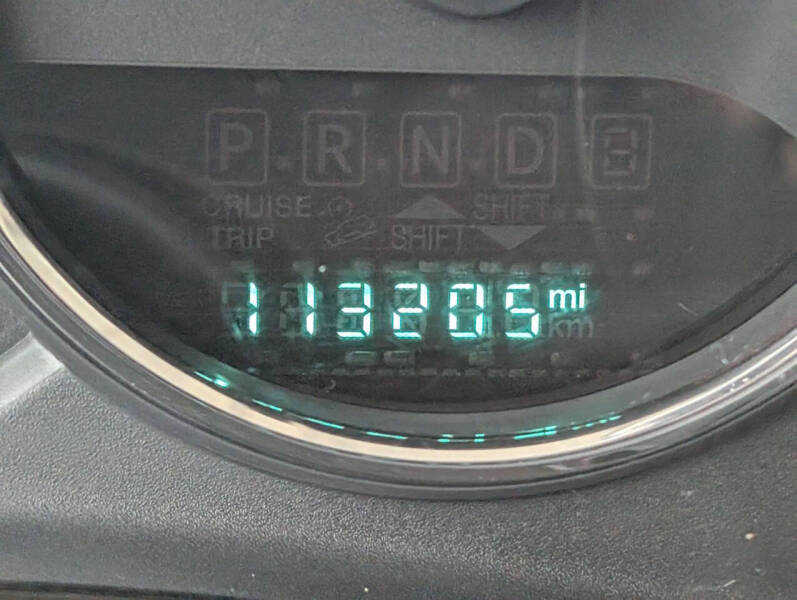 P R N D
CRUISE SHIFT
TRIP SHIFT
113205 mi
km